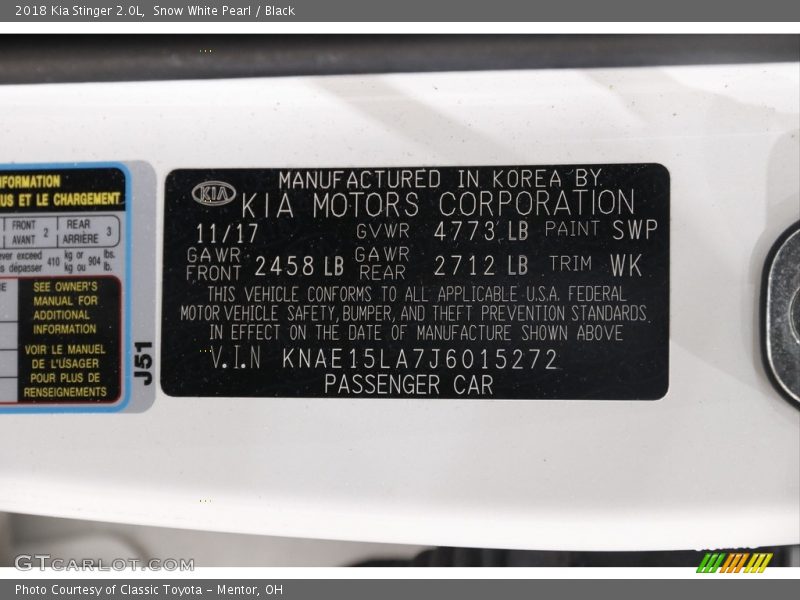 2018 Kia Stinger 2.0L, Snow White Pearl / Black
NFORMATION
US ET LE CHARGEMENT
FRONT 2 REAR 3
AVANT ARRIÈRE
ever exceed 410 kg or 904 lbs.
s dépasser kg ou lb.
SEE OWNER'S
MANUAL FOR
ADDITIONAL
INFORMATION
VOIR LE MANUEL
DE L'ÚSAGER
POUR PLUS DE
RENSEIGNEMENTS
J51
KIA
MANUFACTURED IN KOREA BY
KIA MOTORS CORPORATION
11/17 GVWR 4773 LB PAINT SWP
GAWR FRONT 2458 LB GAWR REAR 2712 LB TRIM WK
THIS VEHICLE CONFORMS TO ALL APPLICABLE U.S.A. FEDERAL
MOTOR VEHICLE SAFETY, BUMPER, AND THEFT PREVENTION STANDARDS.
IN EFFECT ON THE DATE OF MANUFACTURE SHOWN ABOVE
V.I.N KNAE15LA7J6015272
PASSENGER CAR
GTCARLOT.COM
Photo Courtesy of Classic Toyota - Mentor, OH